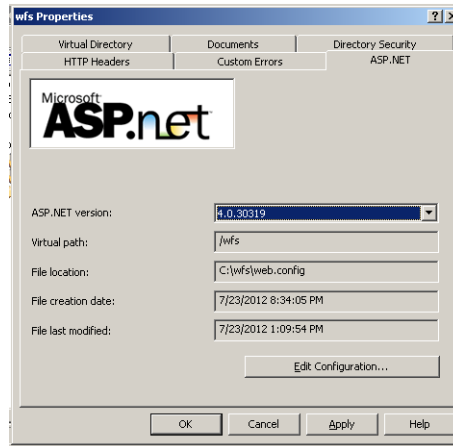 wfs Properties
Virtual Directory
Documents
Directory Security
HTTP Headers
Custom Errors
ASP.NET
Microsoft
ASP.net
ASP.NET version:
4.0.30319
Virtual path:
/wfs
File location:
C:\wfs\web.config
File creation date:
7/23/2012 8:34:05 PM
File last modified:
7/23/2012 1:09:54 PM
Edit Configuration...
OK
Cancel
Apply
Help